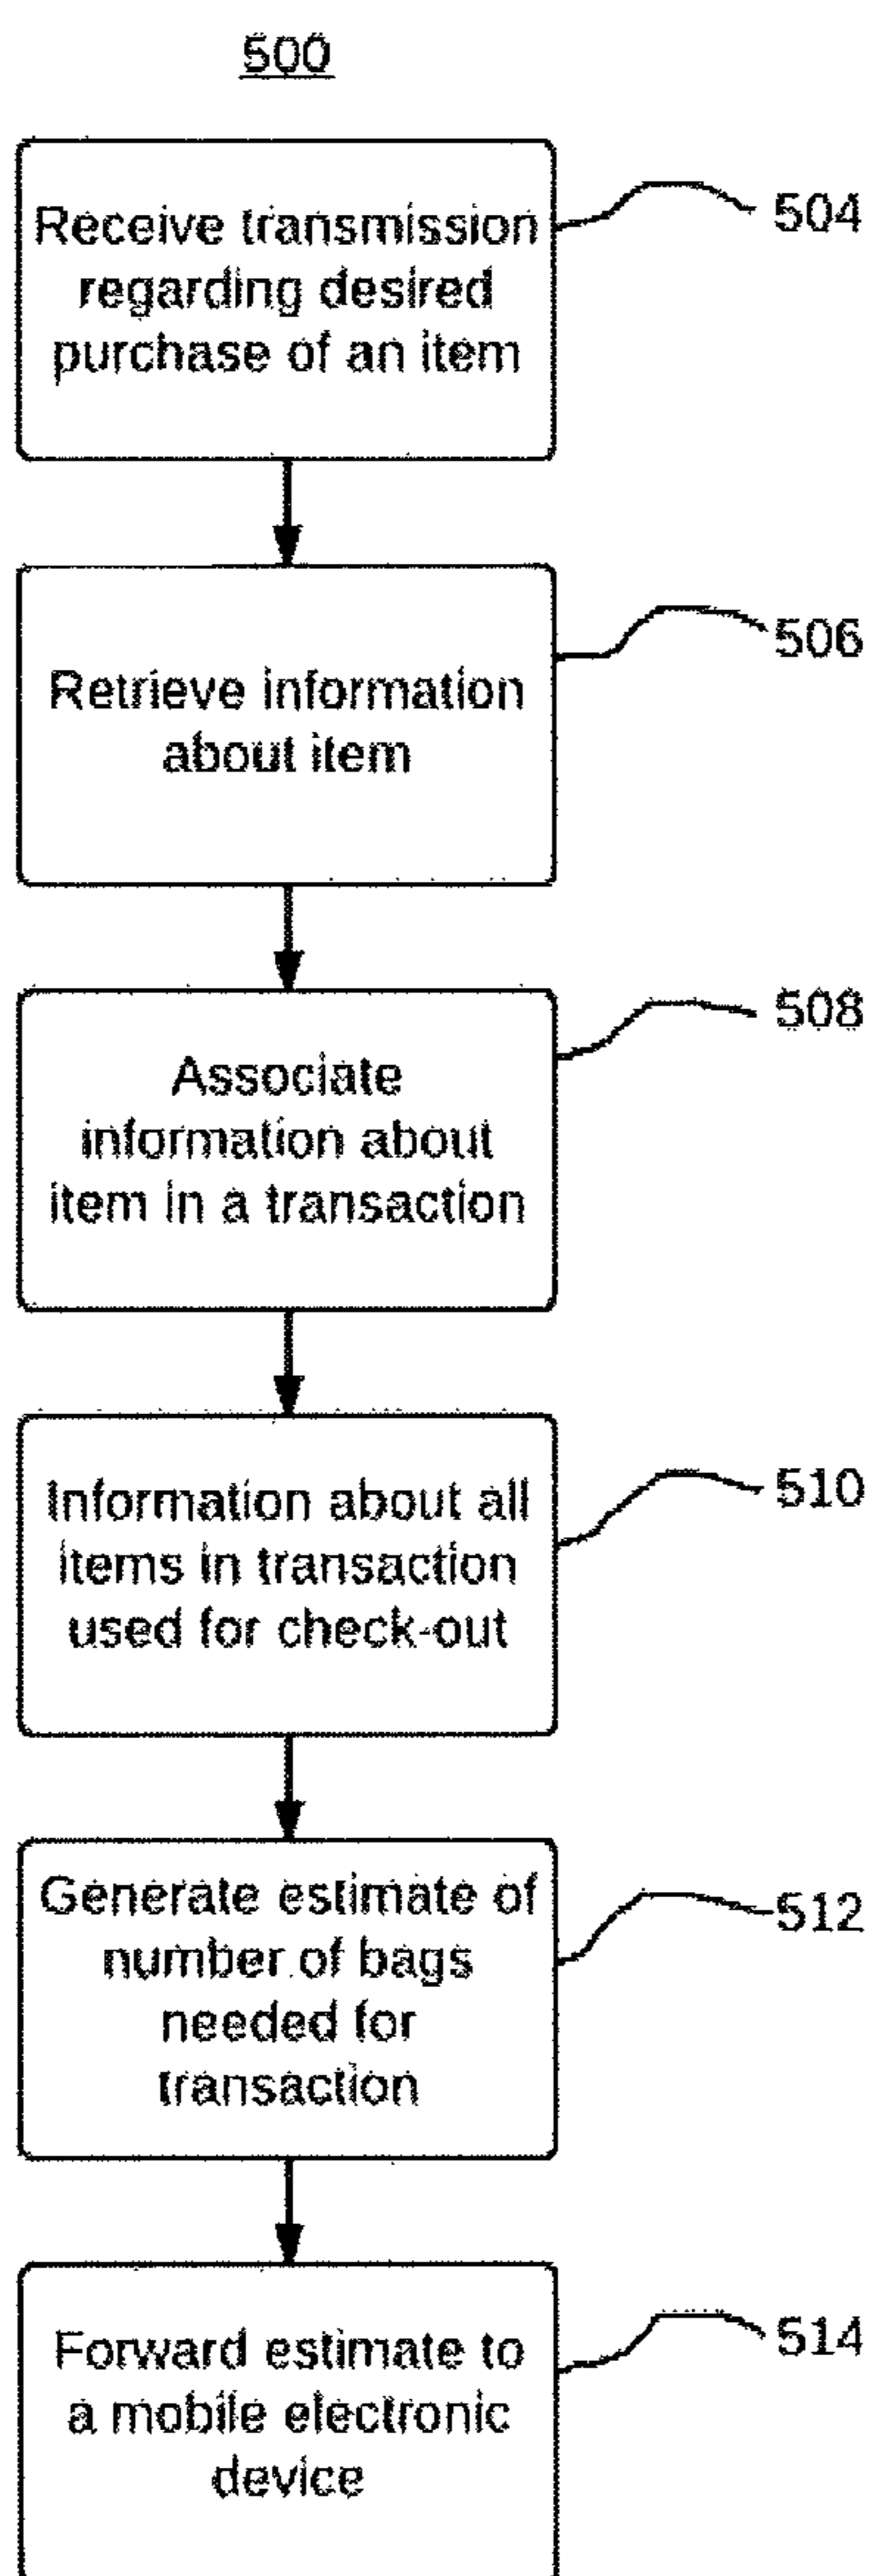 500
Receive transmission
regarding desired
purchase of an item
504
Retrieve information
about item
506
Associate
information about
item in a transaction
508
Information about all
items in transaction
used for check-out
510
Generate estimate of
number of bags
needed for
transaction
512
Forward estimate to
a mobile electronic
device
514